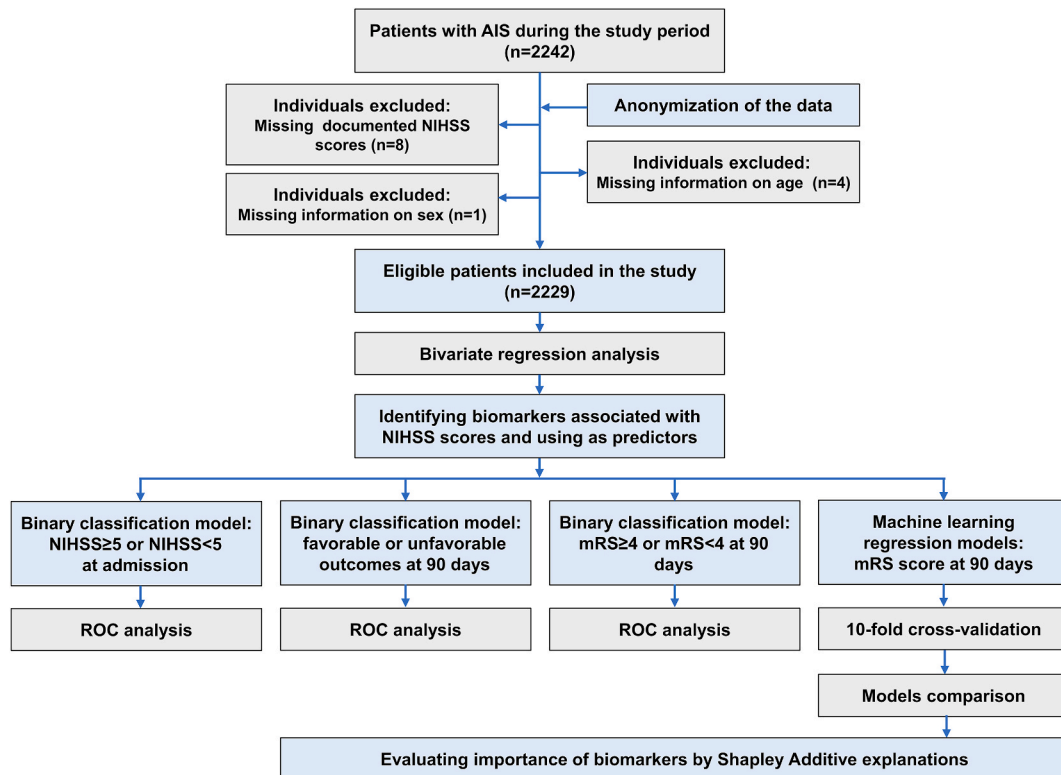 Patients with AIS during the study period
(n=2242)
Individuals excluded:
Missing documented NIHSS
scores (n=8)
Anonymization of the data
Individuals excluded:
Missing information on age (n=4)
Individuals excluded:
Missing information on sex (n=1)
Eligible patients included in the study
(n=2229)
Bivariate regression analysis
Identifying biomarkers associated with
NIHSS scores and using as predictors
Binary classification model:
NIHSS≥5 or NIHSS<5
at admission
Binary classification model:
favorable or unfavorable
outcomes at 90 days
Binary classification model:
mRS≥4 or mRS<4 at 90
days
Machine learning
regression models:
mRS score at 90 days
ROC analysis
ROC analysis
ROC analysis
10-fold cross-validation
Models comparison
Evaluating importance of biomarkers by Shapley Additive explanations